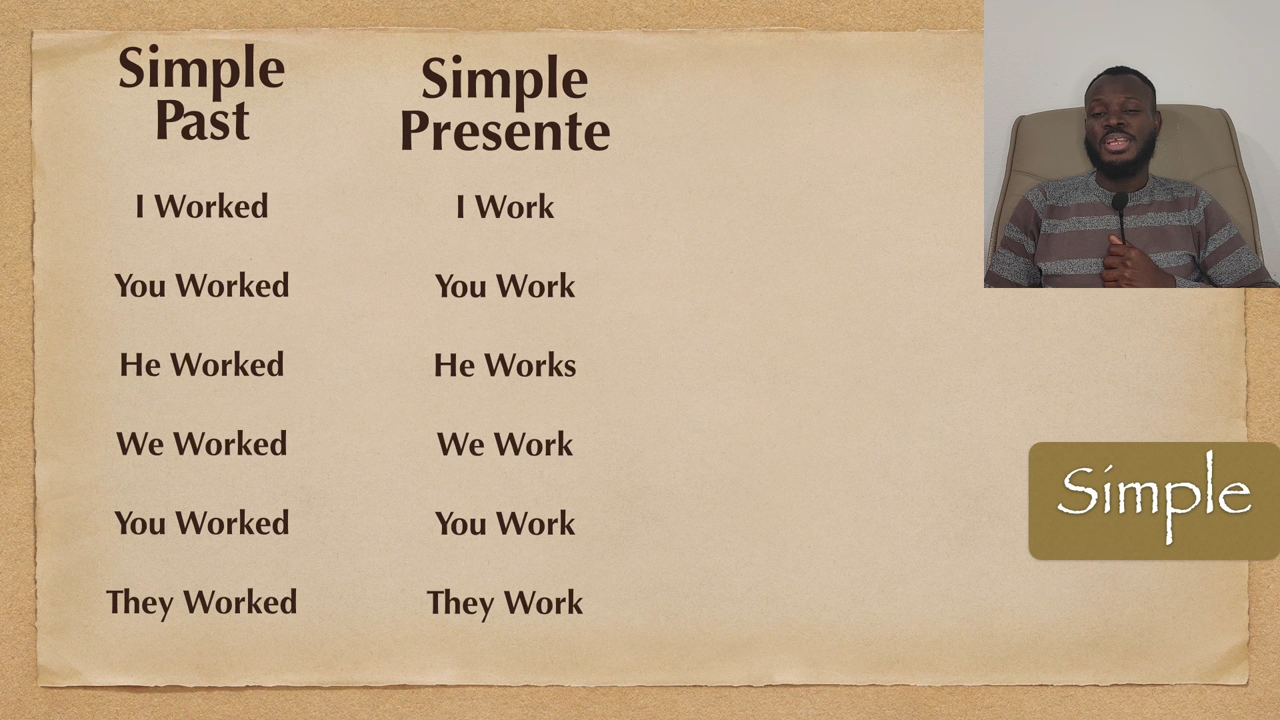 Simple
Past
I Worked
You Worked
He Worked
We Worked
You Worked
They Worked
Simple
Presente
I Work
You Work
He Works
We Work
You Work
They Work
Simple